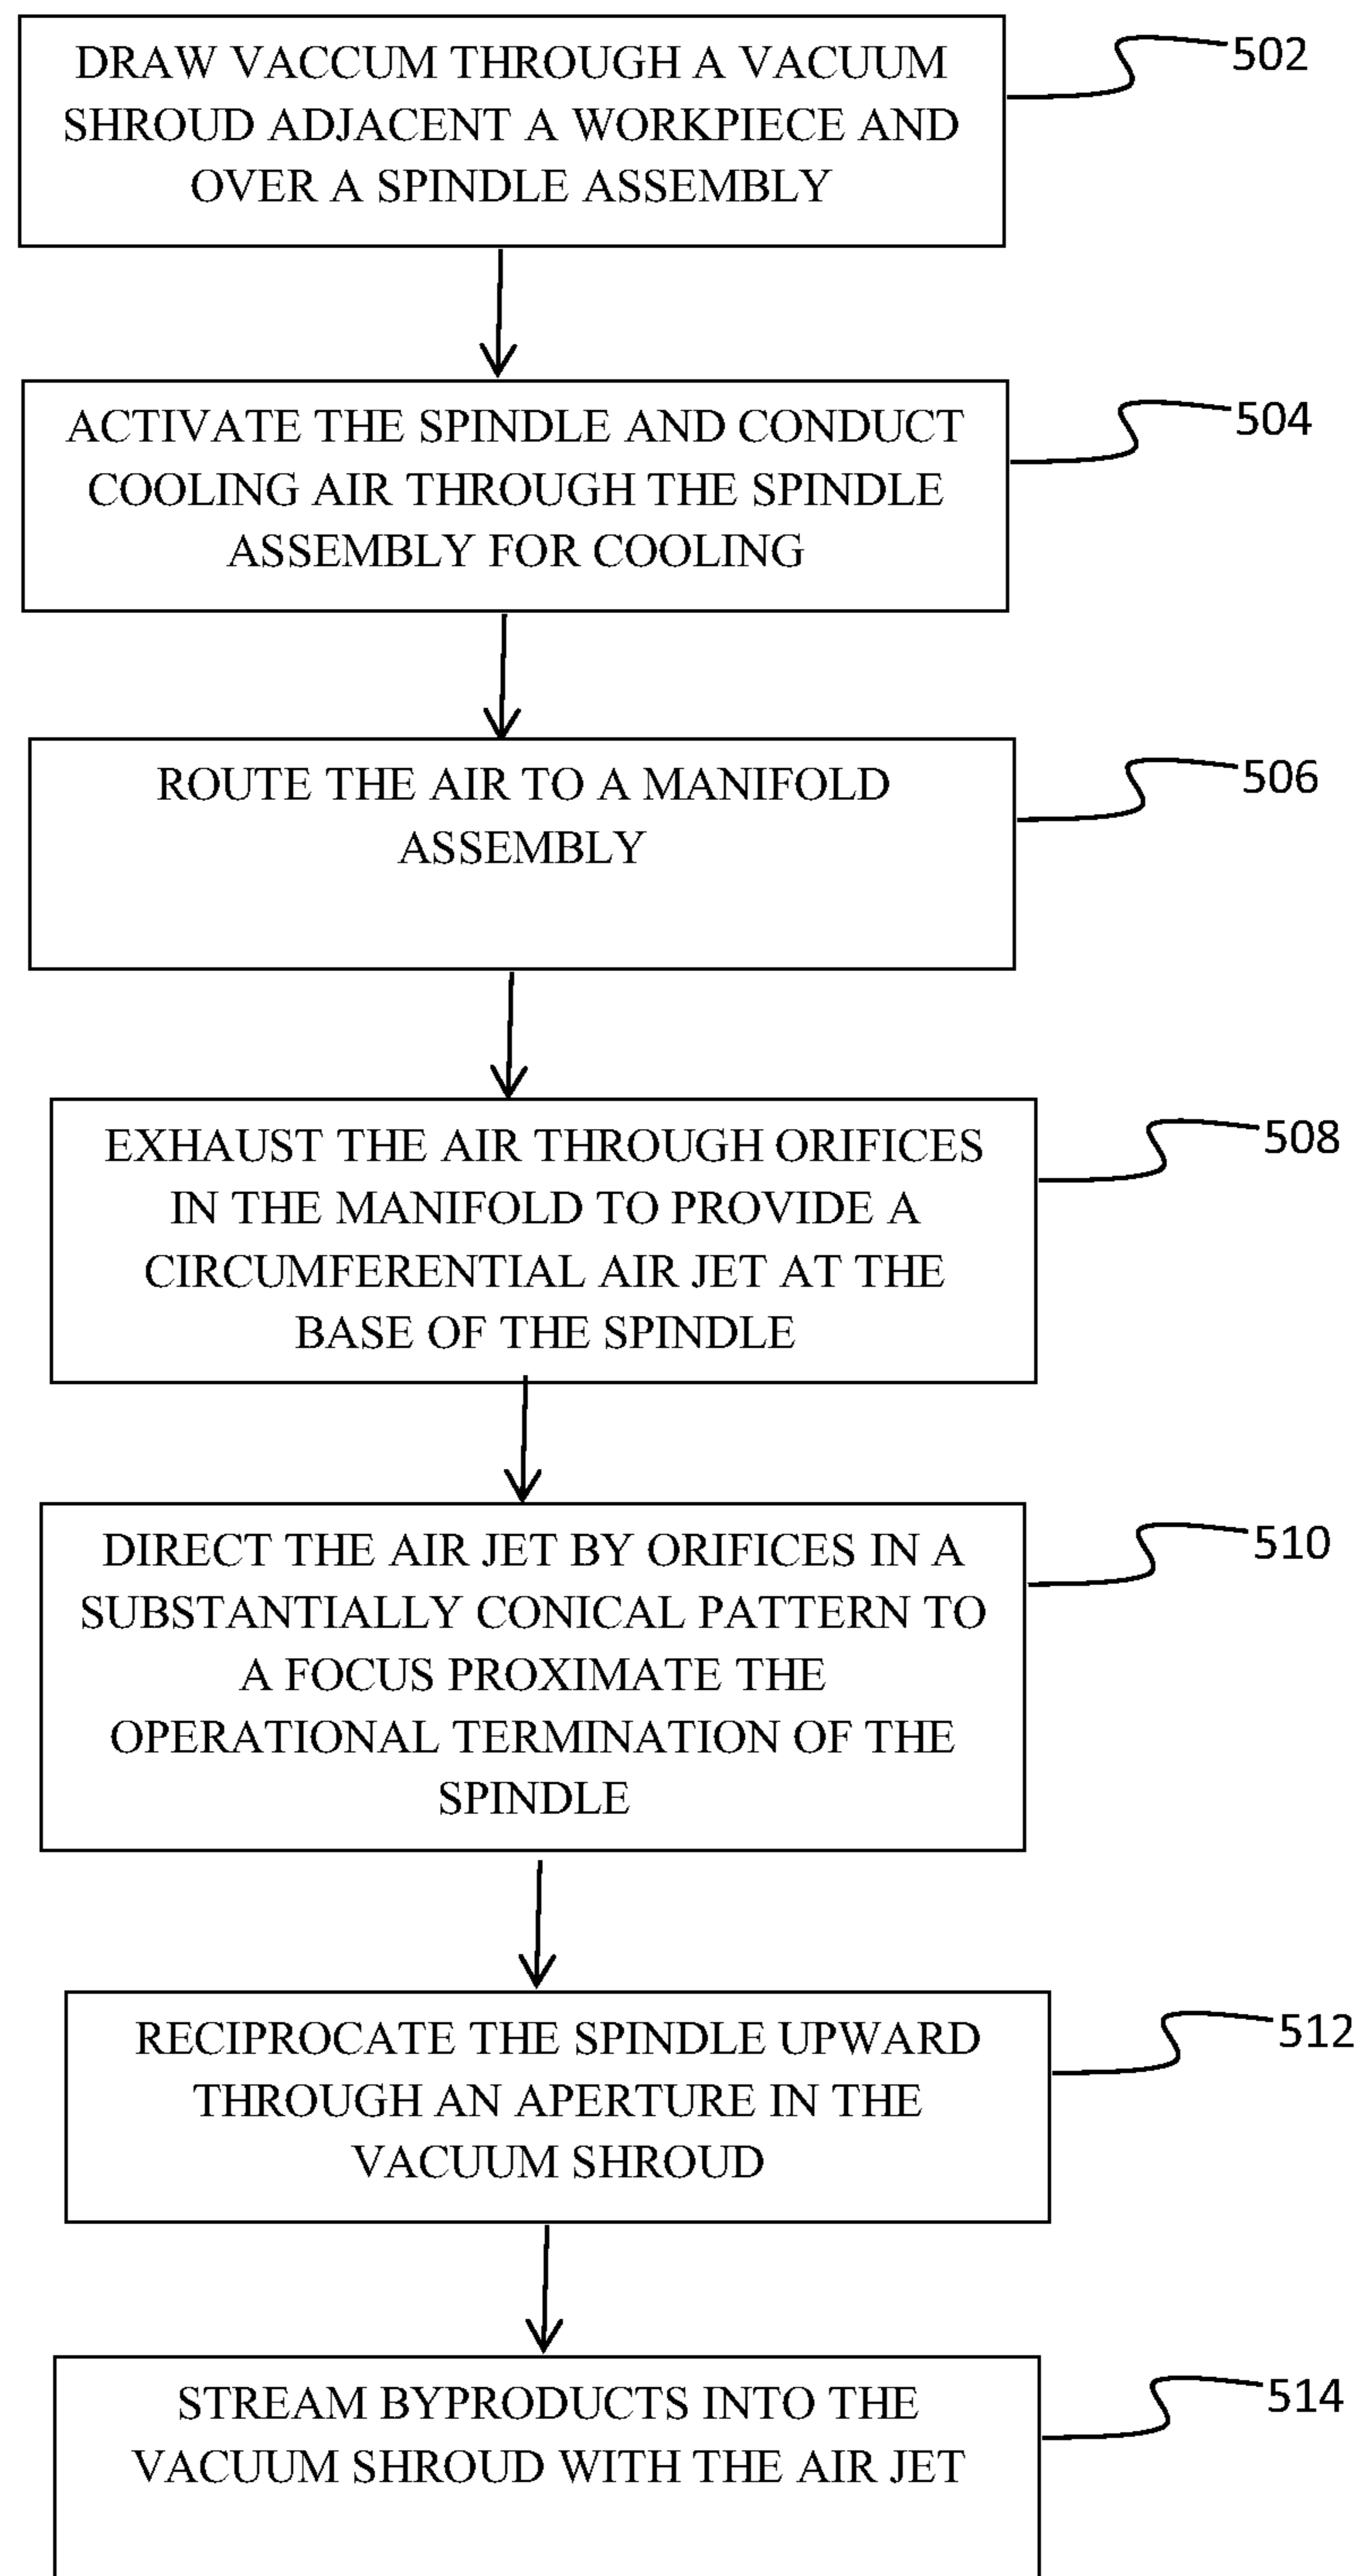 DRAW VACCUM THROUGH A VACUUM
SHROUD ADJACENT A WORKPIECE AND
OVER A SPINDLE ASSEMBLY
502
ACTIVATE THE SPINDLE AND CONDUCT
COOLING AIR THROUGH THE SPINDLE
ASSEMBLY FOR COOLING
504
ROUTE THE AIR TO A MANIFOLD
ASSEMBLY
506
EXHAUST THE AIR THROUGH ORIFICES
IN THE MANIFOLD TO PROVIDE A
CIRCUMFERENTIAL AIR JET AT THE
BASE OF THE SPINDLE
508
DIRECT THE AIR JET BY ORIFICES IN A
SUBSTANTIALLY CONICAL PATTERN TO
A FOCUS PROXIMATE THE
OPERATIONAL TERMINATION OF THE
SPINDLE
510
RECIPROCATE THE SPINDLE UPWARD
THROUGH AN APERTURE IN THE
VACUUM SHROUD
512
STREAM BYPRODUCTS INTO THE
VACUUM SHROUD WITH THE AIR JET
514